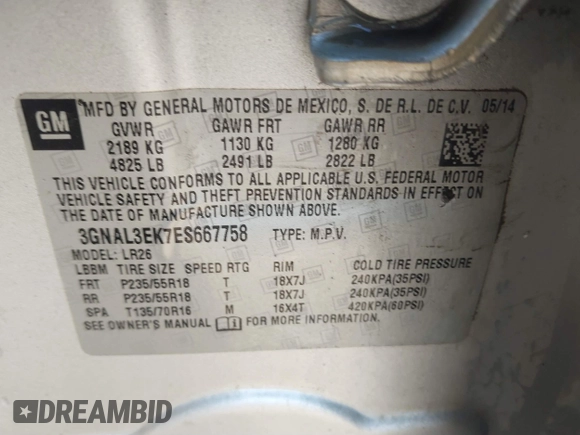 GM
MFD BY GENERAL MOTORS DE MEXICO, S. DE R.L. DE C.V. 05/14
GVWR GAWR FRT GAWR RR
2189 KG 1130 KG 1280 KG
4825 LB 2491 LB 2822 LB
THIS VEHICLE CONFORMS TO ALL APPLICABLE U.S. FEDERAL MOTOR
VEHICLE SAFETY AND THEFT PREVENTION STANDARDS IN EFFECT ON
THE DATE OF MANUFACTURE SHOWN ABOVE.
3GNAL3EK7ES667758 TYPE: M.P.V.
MODEL: LR26
LBBM TIRE SIZE SPEED RTG RIM COLD TIRE PRESSURE
FRT P235/55R18 T 18X7J 240KPA(35PSI)
RR P235/55R18 T 18X7J 240KPA(35PSI)
SPA T135/70R16 M 16X4T 420KPA(60PSI)
SEE OWNER'S MANUAL FOR MORE INFORMATION.
DREAMBID